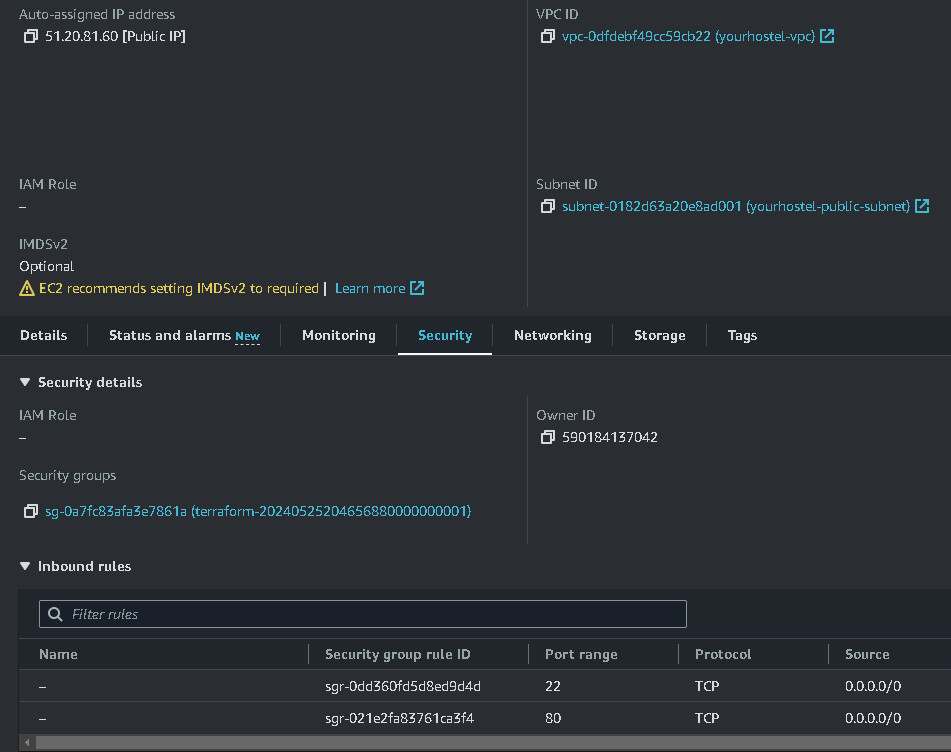 Auto-assigned IP address
51.20.81.60 [Public IP]
VPC ID
vpc-0dfdebf49cc59cb22 (yourhostel-vpc)
IAM Role
–
Subnet ID
subnet-0182d63a20e8ad001 (yourhostel-public-subnet)
IMDSv2
Optional
EC2 recommends setting IMDSv2 to required | Learn more
Details Status and alarms New Monitoring Security Networking Storage Tags
Security details
IAM Role
–
Owner ID
590184137042
Security groups
sg-0a7fc83afa3e7861a (terraform-20240525204656880000000001)
Inbound rules
Filter rules
Name Security group rule ID Port range Protocol Source
– sgr-0dd360fd5d8ed9d4d 22 TCP 0.0.0.0/0
– sgr-021e2fa83761ca3f4 80 TCP 0.0.0.0/0